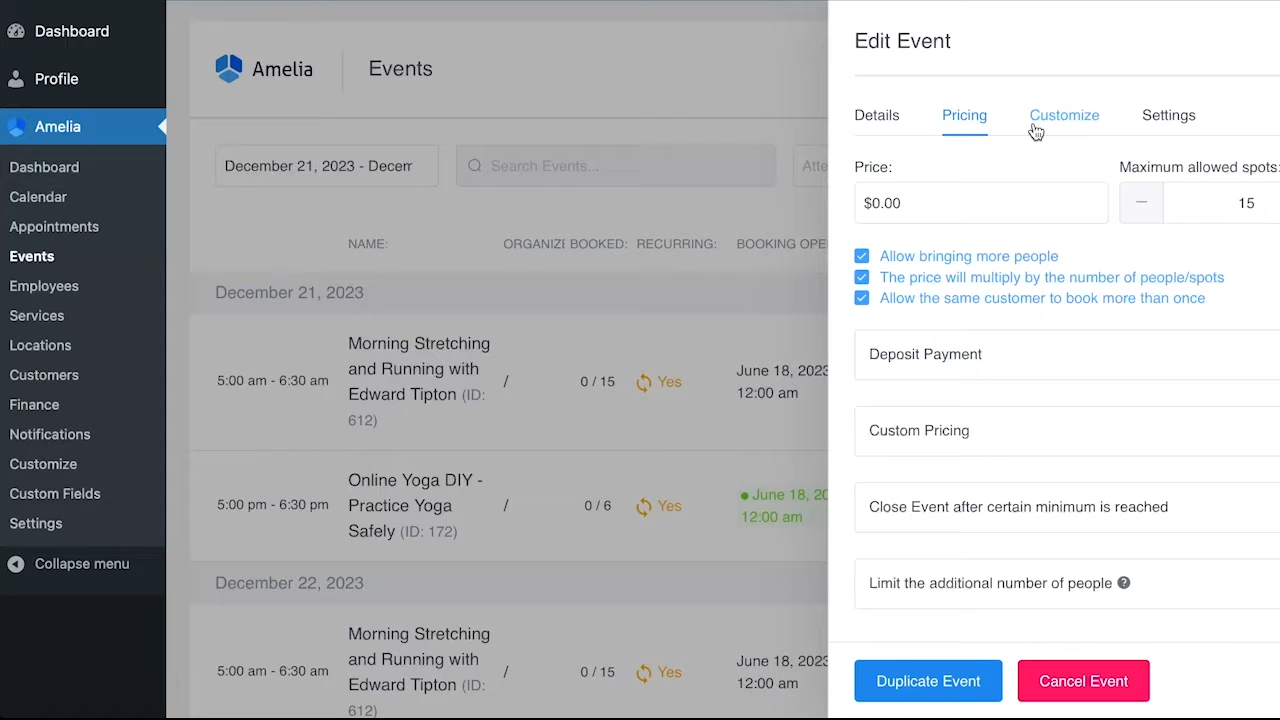 Dashboard
Profile
Amelia
Dashboard
Calendar
Appointments
Events
Employees
Services
Locations
Customers
Finance
Notifications
Customize
Custom Fields
Settings
Collapse menu
Amelia
Events
December 21, 2023 - Decem
Search Events...
Atte
NAME:
ORGANIZE
BOOKED:
RECURRING:
BOOKING OPE
December 21, 2023
5:00 am - 6:30 am
Morning Stretching
and Running with
Edward Tipton (ID:
612)
/
0 / 15
Yes
June 18, 2023
12:00 am
5:00 pm - 6:30 pm
Online Yoga DIY -
Practice Yoga
Safely (ID: 172)
/
0 / 6
Yes
June 18, 20
12:00 am
December 22, 2023
5:00 am - 6:30 am
Morning Stretching
and Running with
Edward Tipton (ID:
612)
/
0 / 15
Yes
June 18, 2023
12:00 am
Edit Event
Details
Pricing
Customize
Settings
Price:
$0.00
Maximum allowed spots:
15
Allow bringing more people
The price will multiply by the number of people/spots
Allow the same customer to book more than once
Deposit Payment
Custom Pricing
Close Event after certain minimum is reached
Limit the additional number of people
Duplicate Event
Cancel Event